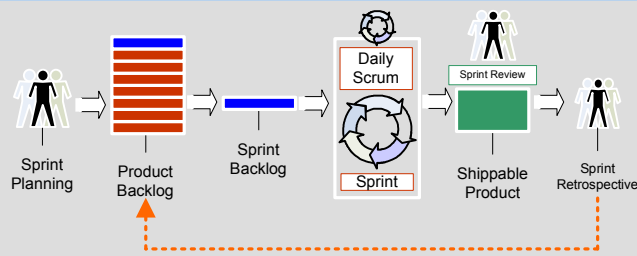 Sprint
Planning
Product
Backlog
Sprint
Backlog
Daily
Scrum
Sprint
Sprint Review
Shippable
Product
Sprint
Retrospective